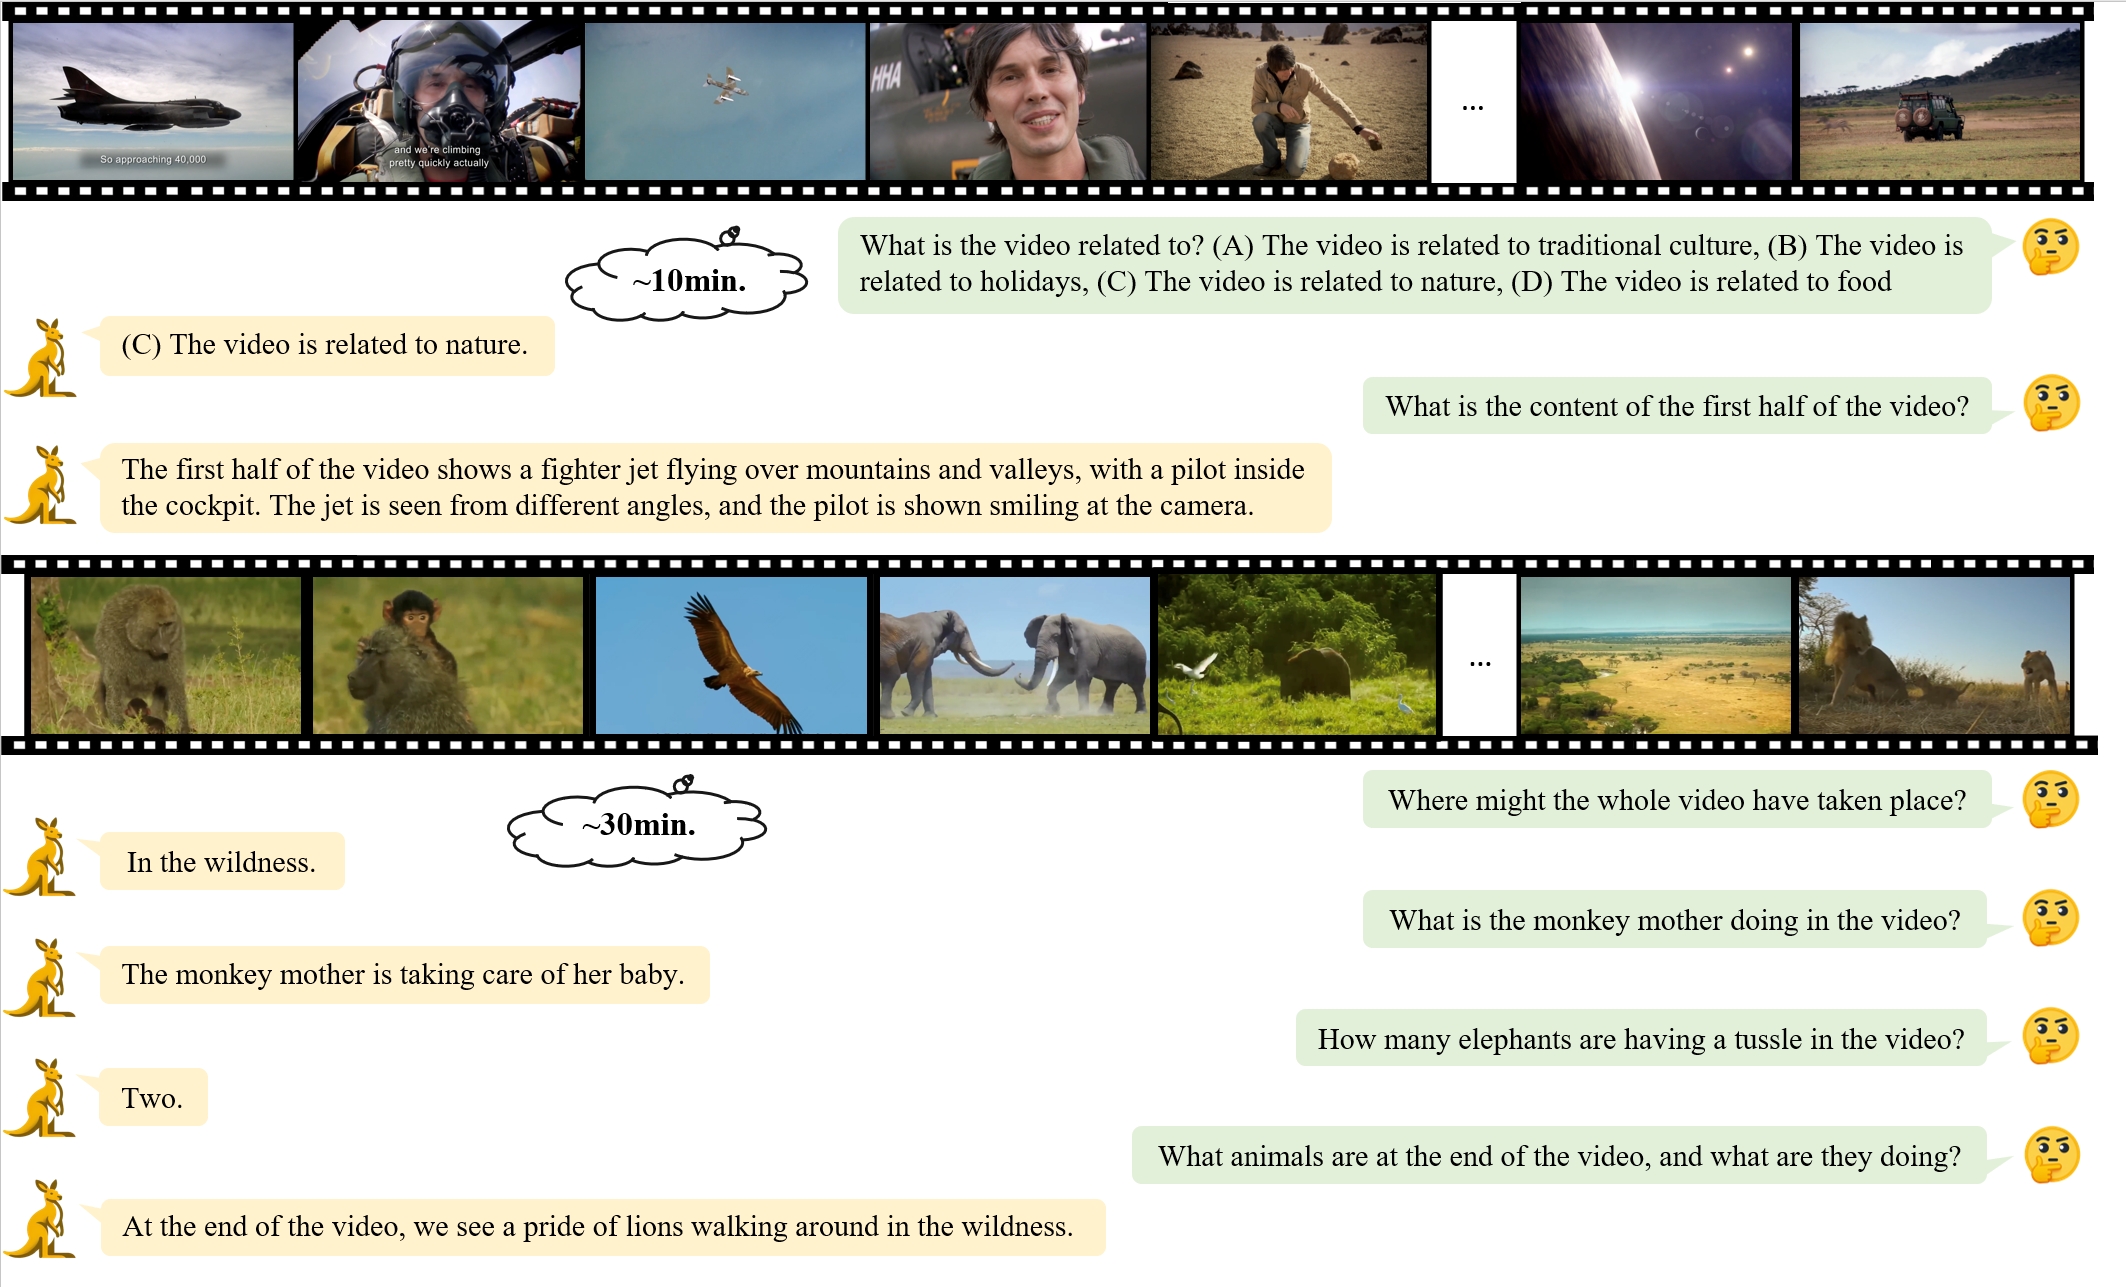 So approaching 40,000
and we're climbing
pretty quickly actually
HHA
...
~10min.
What is the video related to? (A) The video is related to traditional culture, (B) The video is
related to holidays, (C) The video is related to nature, (D) The video is related to food
(C) The video is related to nature.
What is the content of the first half of the video?
The first half of the video shows a fighter jet flying over mountains and valleys, with a pilot inside
the cockpit. The jet is seen from different angles, and the pilot is shown smiling at the camera.
...
~30min.
Where might the whole video have taken place?
In the wildness.
What is the monkey mother doing in the video?
The monkey mother is taking care of her baby.
How many elephants are having a tussle in the video?
Two.
What animals are at the end of the video, and what are they doing?
At the end of the video, we see a pride of lions walking around in the wildness.